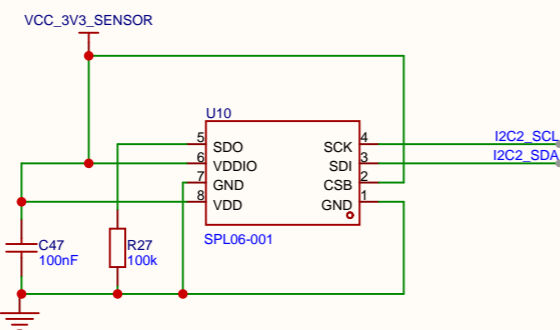 VCC_3V3_SENSOR
U10
5 SDO SCK 4 I2C2_SCL
6 VDDIO SDI 3 I2C2_SDA
7 GND CSB 2
8 VDD GND 1
SPL06-001
C47 R27
100nF 100k